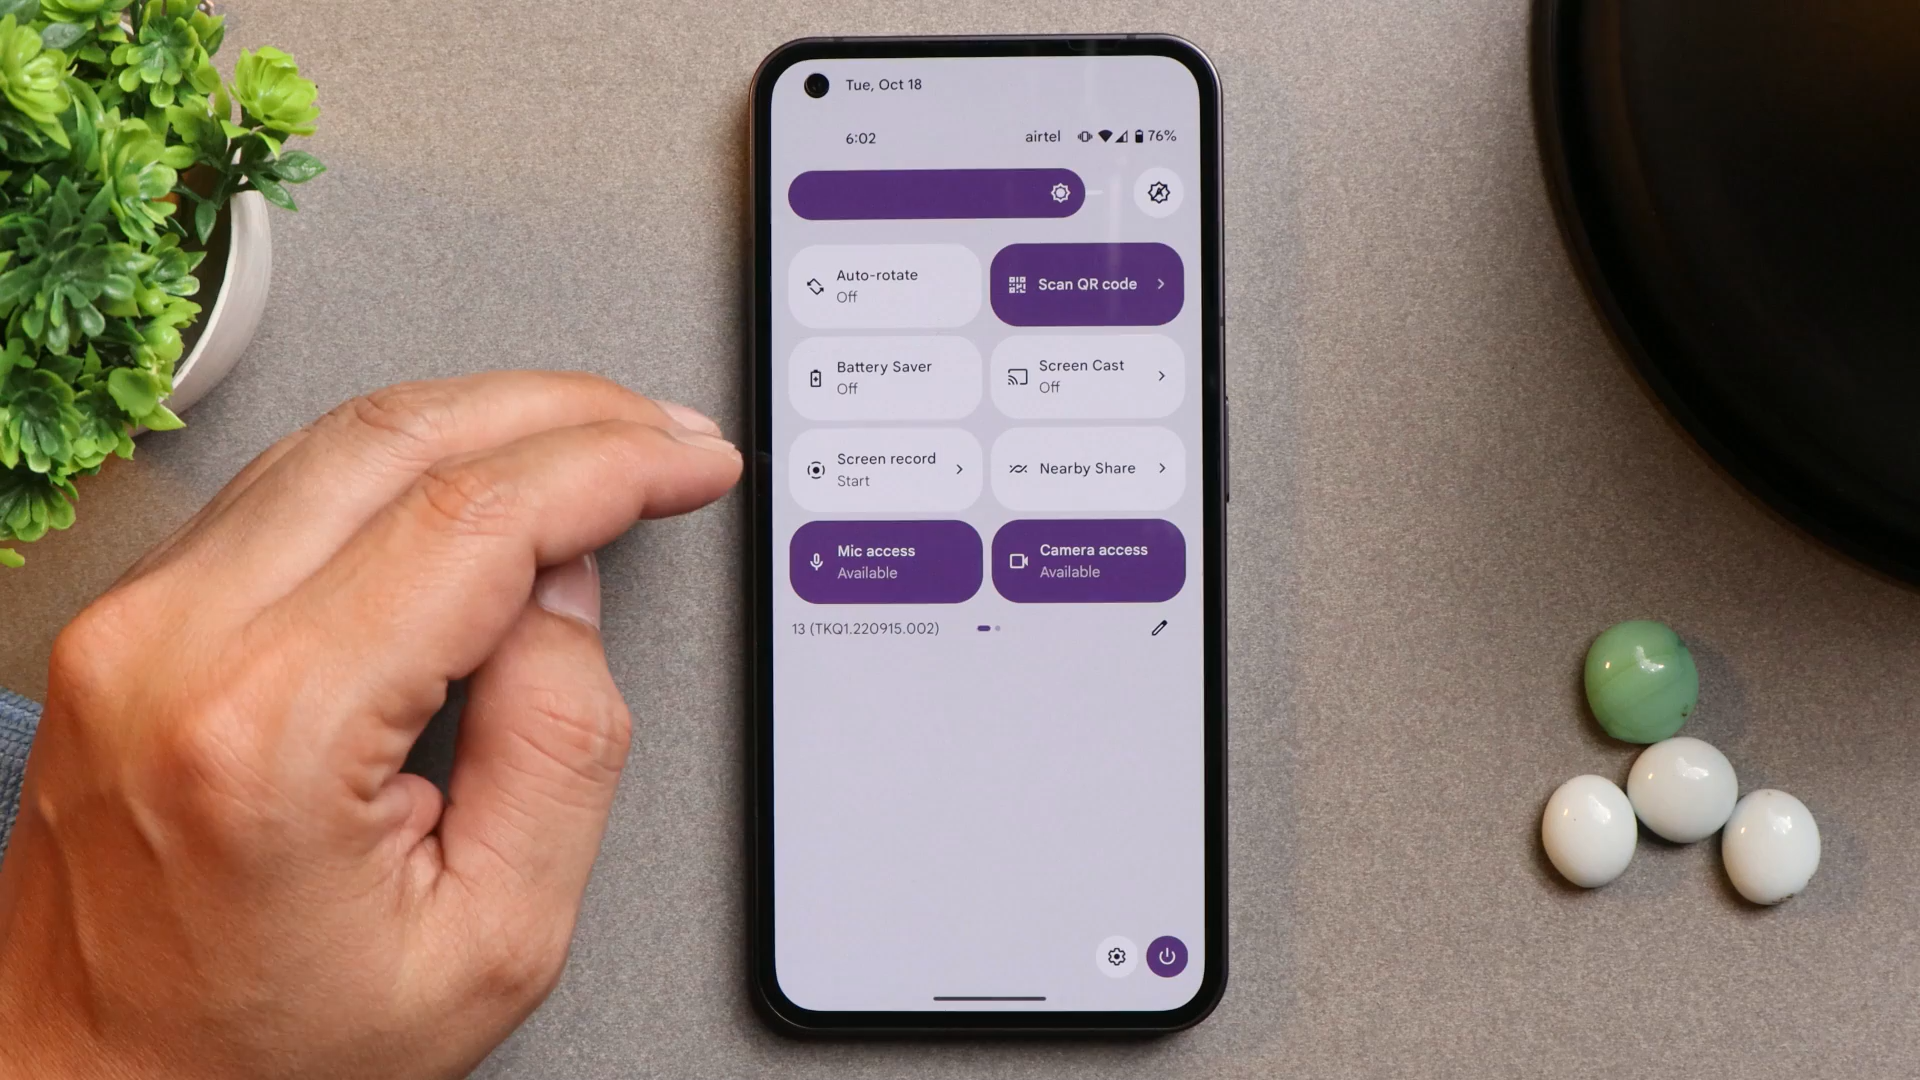 Tue, Oct 18
6:02
airtel 76%
Auto-rotate
Off
Scan QR code
Battery Saver
Off
Screen Cast
Off
Screen record
Start
Nearby Share
Mic access
Available
Camera access
Available
13 (TKQ1.220915.002)